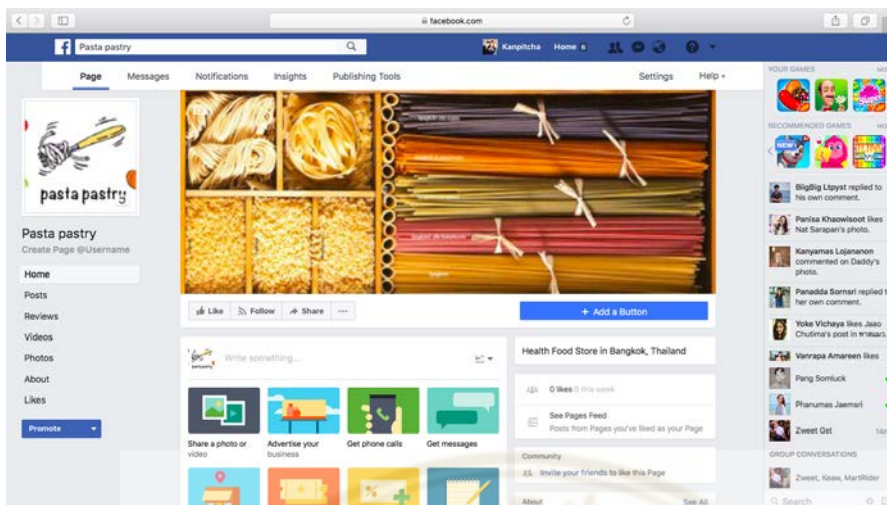 facebook.com
Pasta pastry
Kanpitcha Home 6
Page Messages Notifications Insights Publishing Tools Settings Help
pasta pastry
Pasta pastry
Create Page @Username
Home
Posts
Reviews
Videos
Photos
About
Likes
Promote
Like Follow Share ...
+ Add a Button
Write something...
Share a photo or
video
Advertise your
business
Get phone calls
Get messages
Health Food Store in Bangkok, Thailand
0 likes 0 this week
See Pages Feed
Posts from Pages you've liked as your Page
Community
Invite your friends to like this Page
About See All
YOUR GAMES
RECOMMENDED GAMES
NEW
BigBig Ltpyst replied to
his own comment.
Panisa Khaowisoot likes
Nat Sarapan's photo.
Kanyamas Lojananon
commented on Daddy's
photo.
Panadda Sornsri replied
her own comment.
Yoke Vichaya likes Jaao
Chutima's post in
Vanrapa Amareen likes
Pang Somluck
Phanumas Jaemsri
Zweet Gst
GROUP CONVERSATIONS
Zweet, Keaw, MartRider
Search